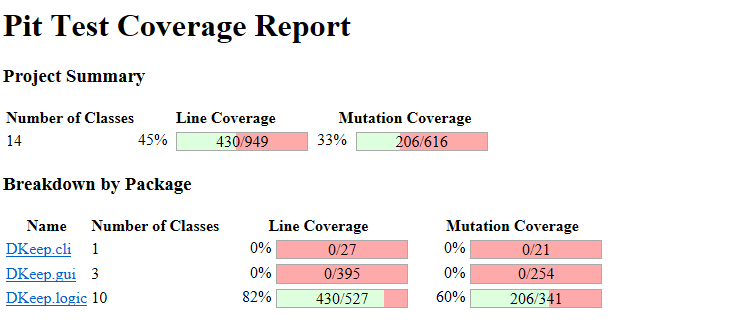 Pit Test Coverage Report
Project Summary
Number of Classes Line Coverage Mutation Coverage
14 45% 430/949 33% 206/616
Breakdown by Package
Name Number of Classes Line Coverage Mutation Coverage
DKeep.cli 1 0% 0/27 0% 0/21
DKeep.gui 3 0% 0/395 0% 0/254
DKeep.logic 10 82% 430/527 60% 206/341